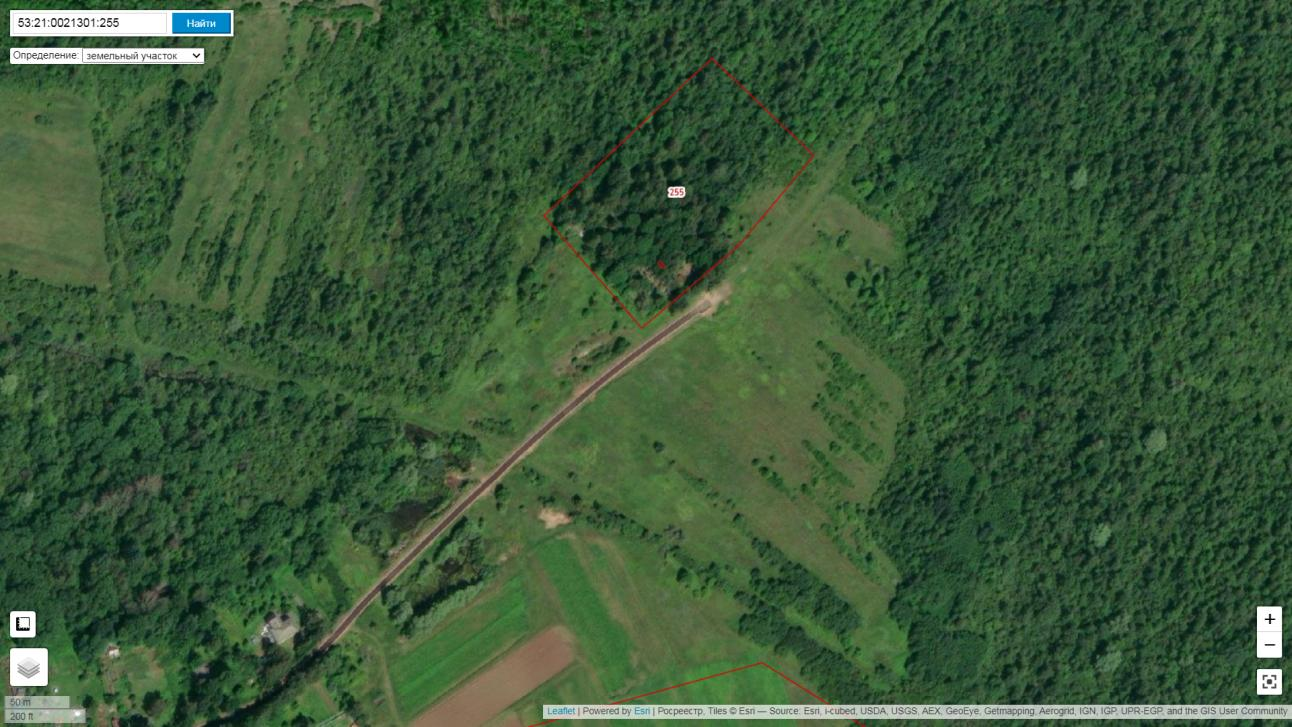 53:21:0021301:255
Найти
Определение: земельный участок
255
+
−
50 m
200 ft
Leaflet | Powered by Esri | Росреестр, Tiles © Esri — Source: Esri, i-cubed, USDA, USGS, AEX, GeoEye, Getmapping, Aerogrid, IGN, IGP, UPR-EGP, and the GIS User Community